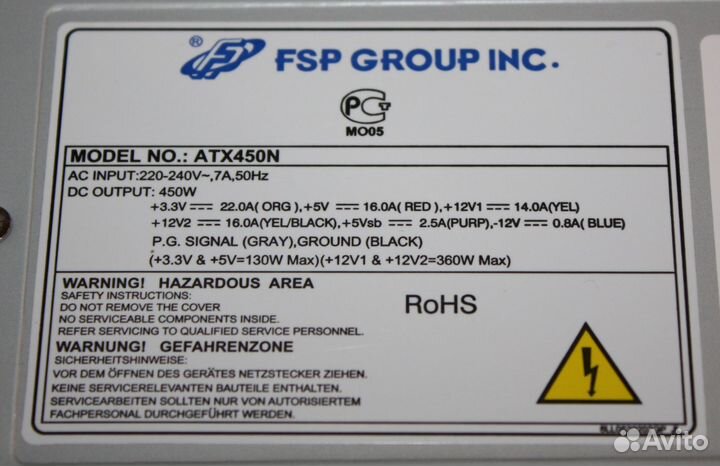 ® FSP GROUP INC.
PCT
MO05
MODEL NO.: ATX450N
AC INPUT:220-240V~,7A,50Hz
DC OUTPUT: 450W
+3.3V ⎓ 22.0A( ORG ),+5V ⎓ 16.0A( RED ),+12V1 ⎓ 14.0A(YEL)
+12V2 ⎓ 16.0A(YEL/BLACK),+5Vsb ⎓ 2.5A(PURP),-12V ⎓ 0.8A( BLUE)
P.G. SIGNAL (GRAY),GROUND (BLACK)
(+3.3V & +5V=130W Max)(+12V1 & +12V2=360W Max)
WARNING! HAZARDOUS AREA
SAFETY INSTRUCTIONS:
DO NOT REMOVE THE COVER
NO SERVICEABLE COMPONENTS INSIDE.
REFER SERVICING TO QUALIFIED SERVICE PERSONNEL.
RoHS
WARNUNG! GEFAHRENZONE
SICHERHEITSHINWEISE:
VOR DEM ÖFFNEN DES GERÄTES NETZSTECKER ZIEHEN.
KEINE SERVICERELEVANTEN BAUTEILE ENTHALTEN.
SERVICEARBEITEN SOLLTEN NUR VON AUTORISIERTEM
FACHPERSONAL DURCHGEFÜHRT WERDEN.
Avito